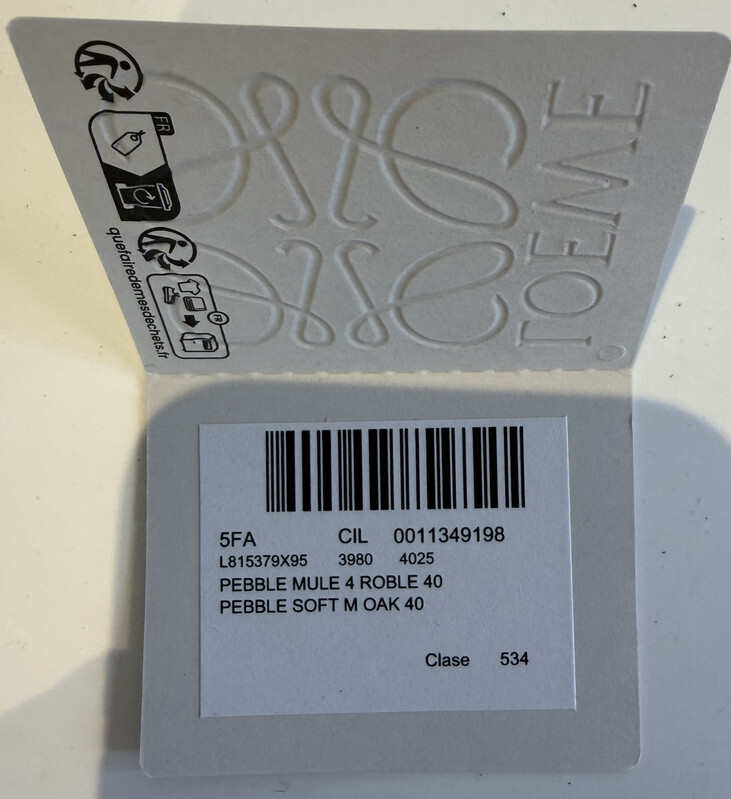 FR
quefairedemesdechets.fr
FR
LOEWE
5FA CIL 0011349198
L815379X95 3980 4025
PEBBLE MULE 4 ROBLE 40
PEBBLE SOFT M OAK 40
Clase 534